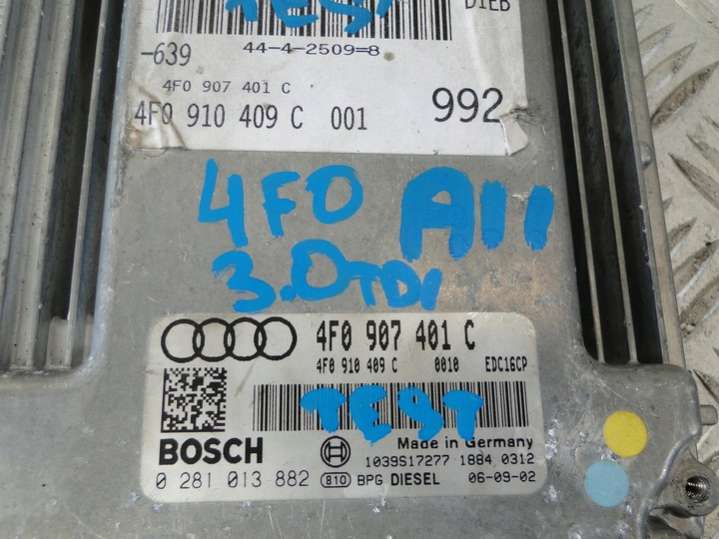 TEST
D1EB
-639 44-4-2509=8
4F0 907 401 C
4F0 910 409 C 001 992
4F0 A11
3.0TDI
4F0 907 401 C
4F0 910 409 C 0010 EDC16CP
TEST
BOSCH Made in Germany
1039S17277 1884 0312
0 281 013 882 810 BPG DIESEL 06-09-02